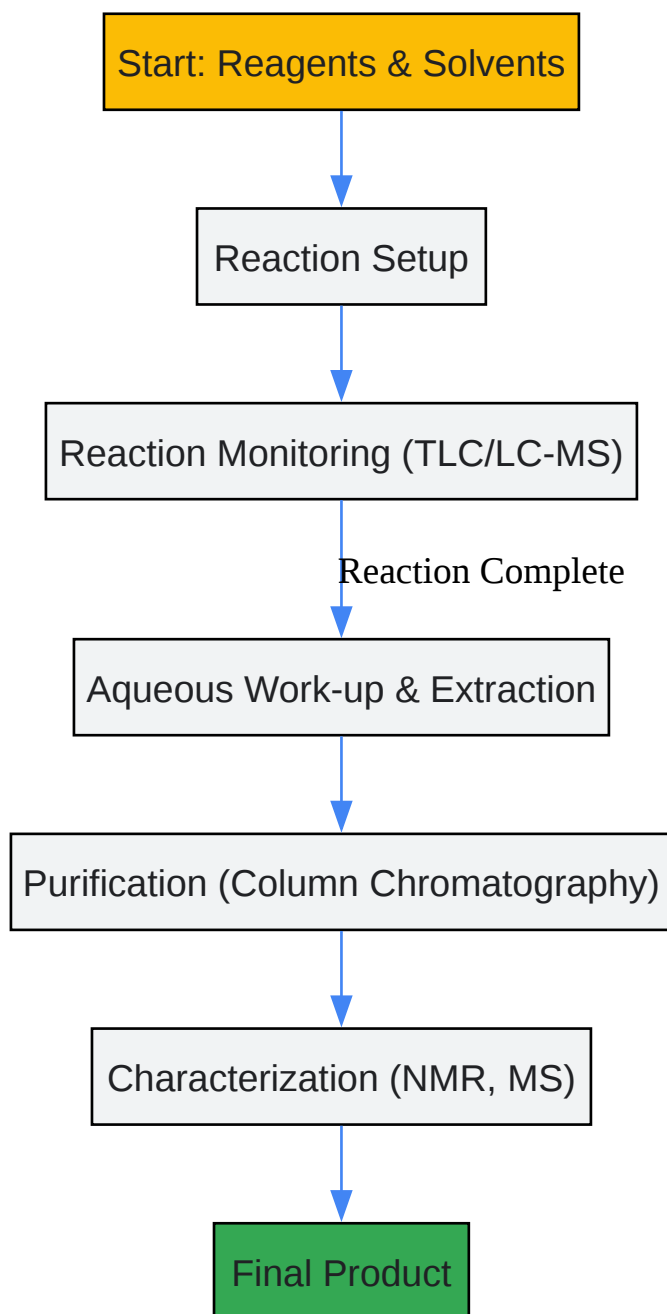 Start: Reagents & Solvents
Reaction Setup
Reaction Monitoring (TLC/LC-MS)
Reaction Complete
Aqueous Work-up & Extraction
Purification (Column Chromatography)
Characterization (NMR, MS)
Final Product